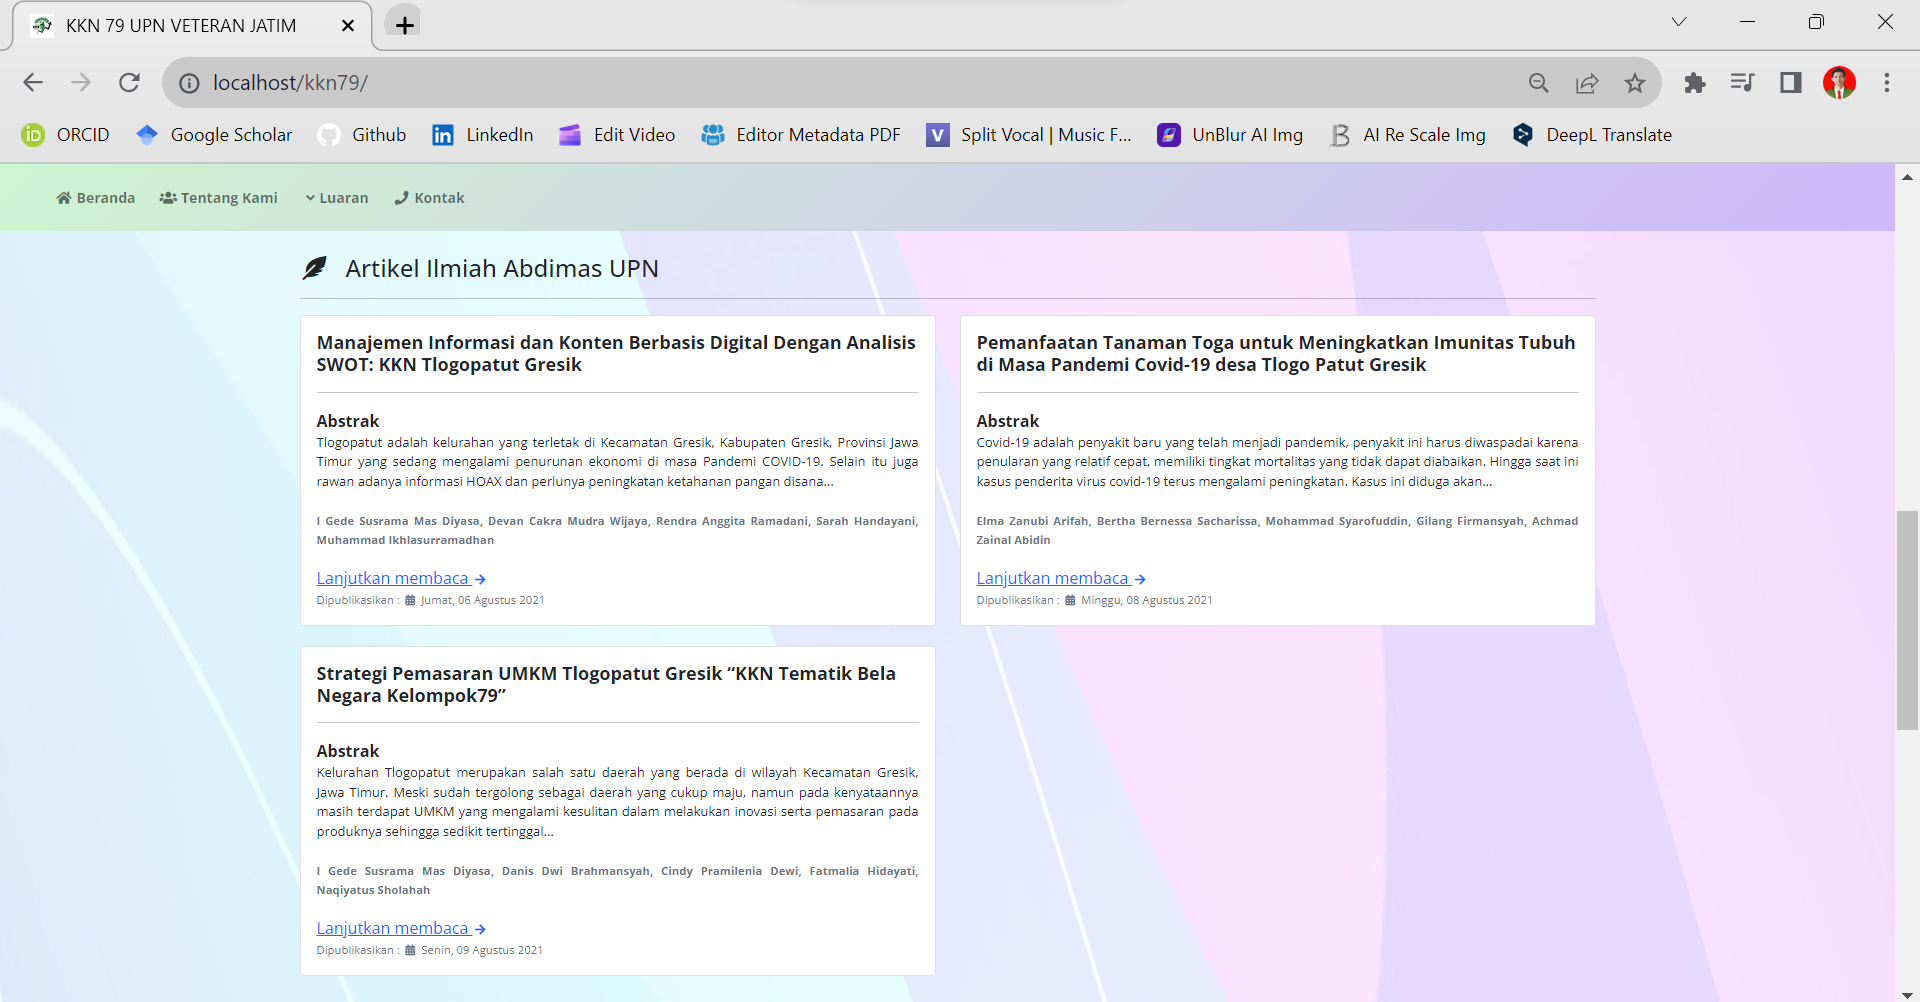 KKN 79 UPN VETERAN JATIM
localhost/kkn79/
ORCID
Google Scholar
Github
LinkedIn
Edit Video
Editor Metadata PDF
Split Vocal | Music F...
UnBlur AI Img
AI Re Scale Img
DeepL Translate
Beranda
Tentang Kami
Luaran
Kontak
Artikel Ilmiah Abdimas UPN
Manajemen Informasi dan Konten Berbasis Digital Dengan Analisis
SWOT: KKN Tlogopatut Gresik
Abstrak
Tlogopatut adalah kelurahan yang terletak di Kecamatan Gresik, Kabupaten Gresik, Provinsi Jawa
Timur yang sedang mengalami penurunan ekonomi di masa Pandemi COVID-19. Selain itu juga
rawan adanya informasi HOAX dan perlunya peningkatan ketahanan pangan disana...
I Gede Susrama Mas Diyasa, Devan Cakra Mudra Wijaya, Rendra Anggita Ramadani, Sarah Handayani,
Muhammad Ikhlasurramadhan
Lanjutkan membaca →
Dipublikasikan : Jumat, 06 Agustus 2021
Pemanfaatan Tanaman Toga untuk Meningkatkan Imunitas Tubuh
di Masa Pandemi Covid-19 desa Tlogo Patut Gresik
Abstrak
Covid-19 adalah penyakit baru yang telah menjadi pandemik, penyakit ini harus diwaspadai karena
penularan yang relatif cepat, memiliki tingkat mortalitas yang tidak dapat diabaikan. Hingga saat ini
kasus penderita virus covid-19 terus mengalami peningkatan. Kasus ini diduga akan...
Elma Zanubi Arifah, Bertha Bernessa Sacharissa, Mohammad Syarofuddin, Gilang Firmansyah, Achmad
Zainal Abidin
Lanjutkan membaca →
Dipublikasikan : Minggu, 08 Agustus 2021
Strategi Pemasaran UMKM Tlogopatut Gresik “KKN Tematik Bela
Negara Kelompok79”
Abstrak
Kelurahan Tlogopatut merupakan salah satu daerah yang berada di wilayah Kecamatan Gresik,
Jawa Timur. Meski sudah tergolong sebagai daerah yang cukup maju, namun pada kenyataannya
masih terdapat UMKM yang mengalami kesulitan dalam melakukan inovasi serta pemasaran pada
produknya sehingga sedikit tertinggal...
I Gede Susrama Mas Diyasa, Danis Dwi Brahmansyah, Cindy Pramilenia Dewi, Fatmalia Hidayati,
Naqiyatus Sholahah
Lanjutkan membaca →
Dipublikasikan : Senin, 09 Agustus 2021